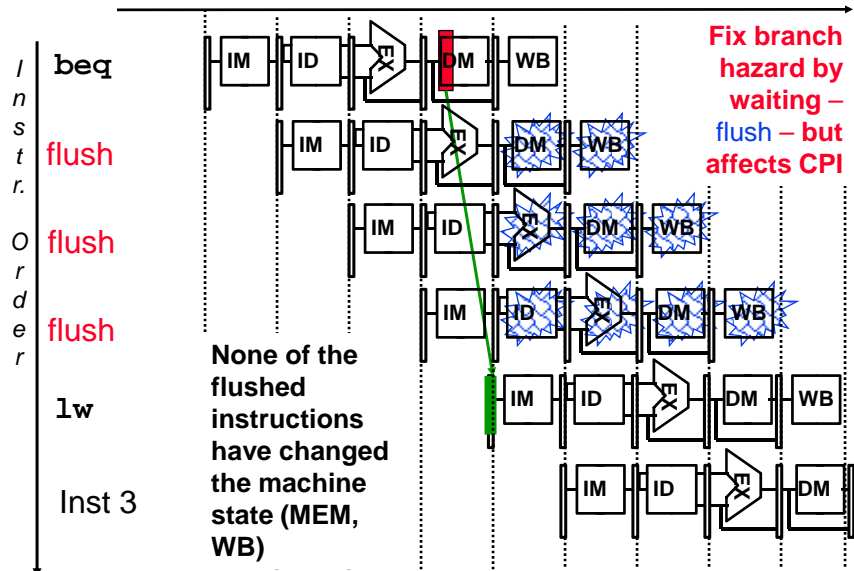 Instr. Order
beq
IM
ID
EX
DM
WB
Fix branch
hazard by
waiting –
flush – but
affects CPI
flush
IM
ID
EX
DM
WB
flush
IM
ID
EX
DM
WB
flush
IM
ID
EX
DM
WB
None of the
flushed
instructions
have changed
the machine
state (MEM,
WB)
lw
IM
ID
EX
DM
WB
Inst 3
IM
ID
EX
DM